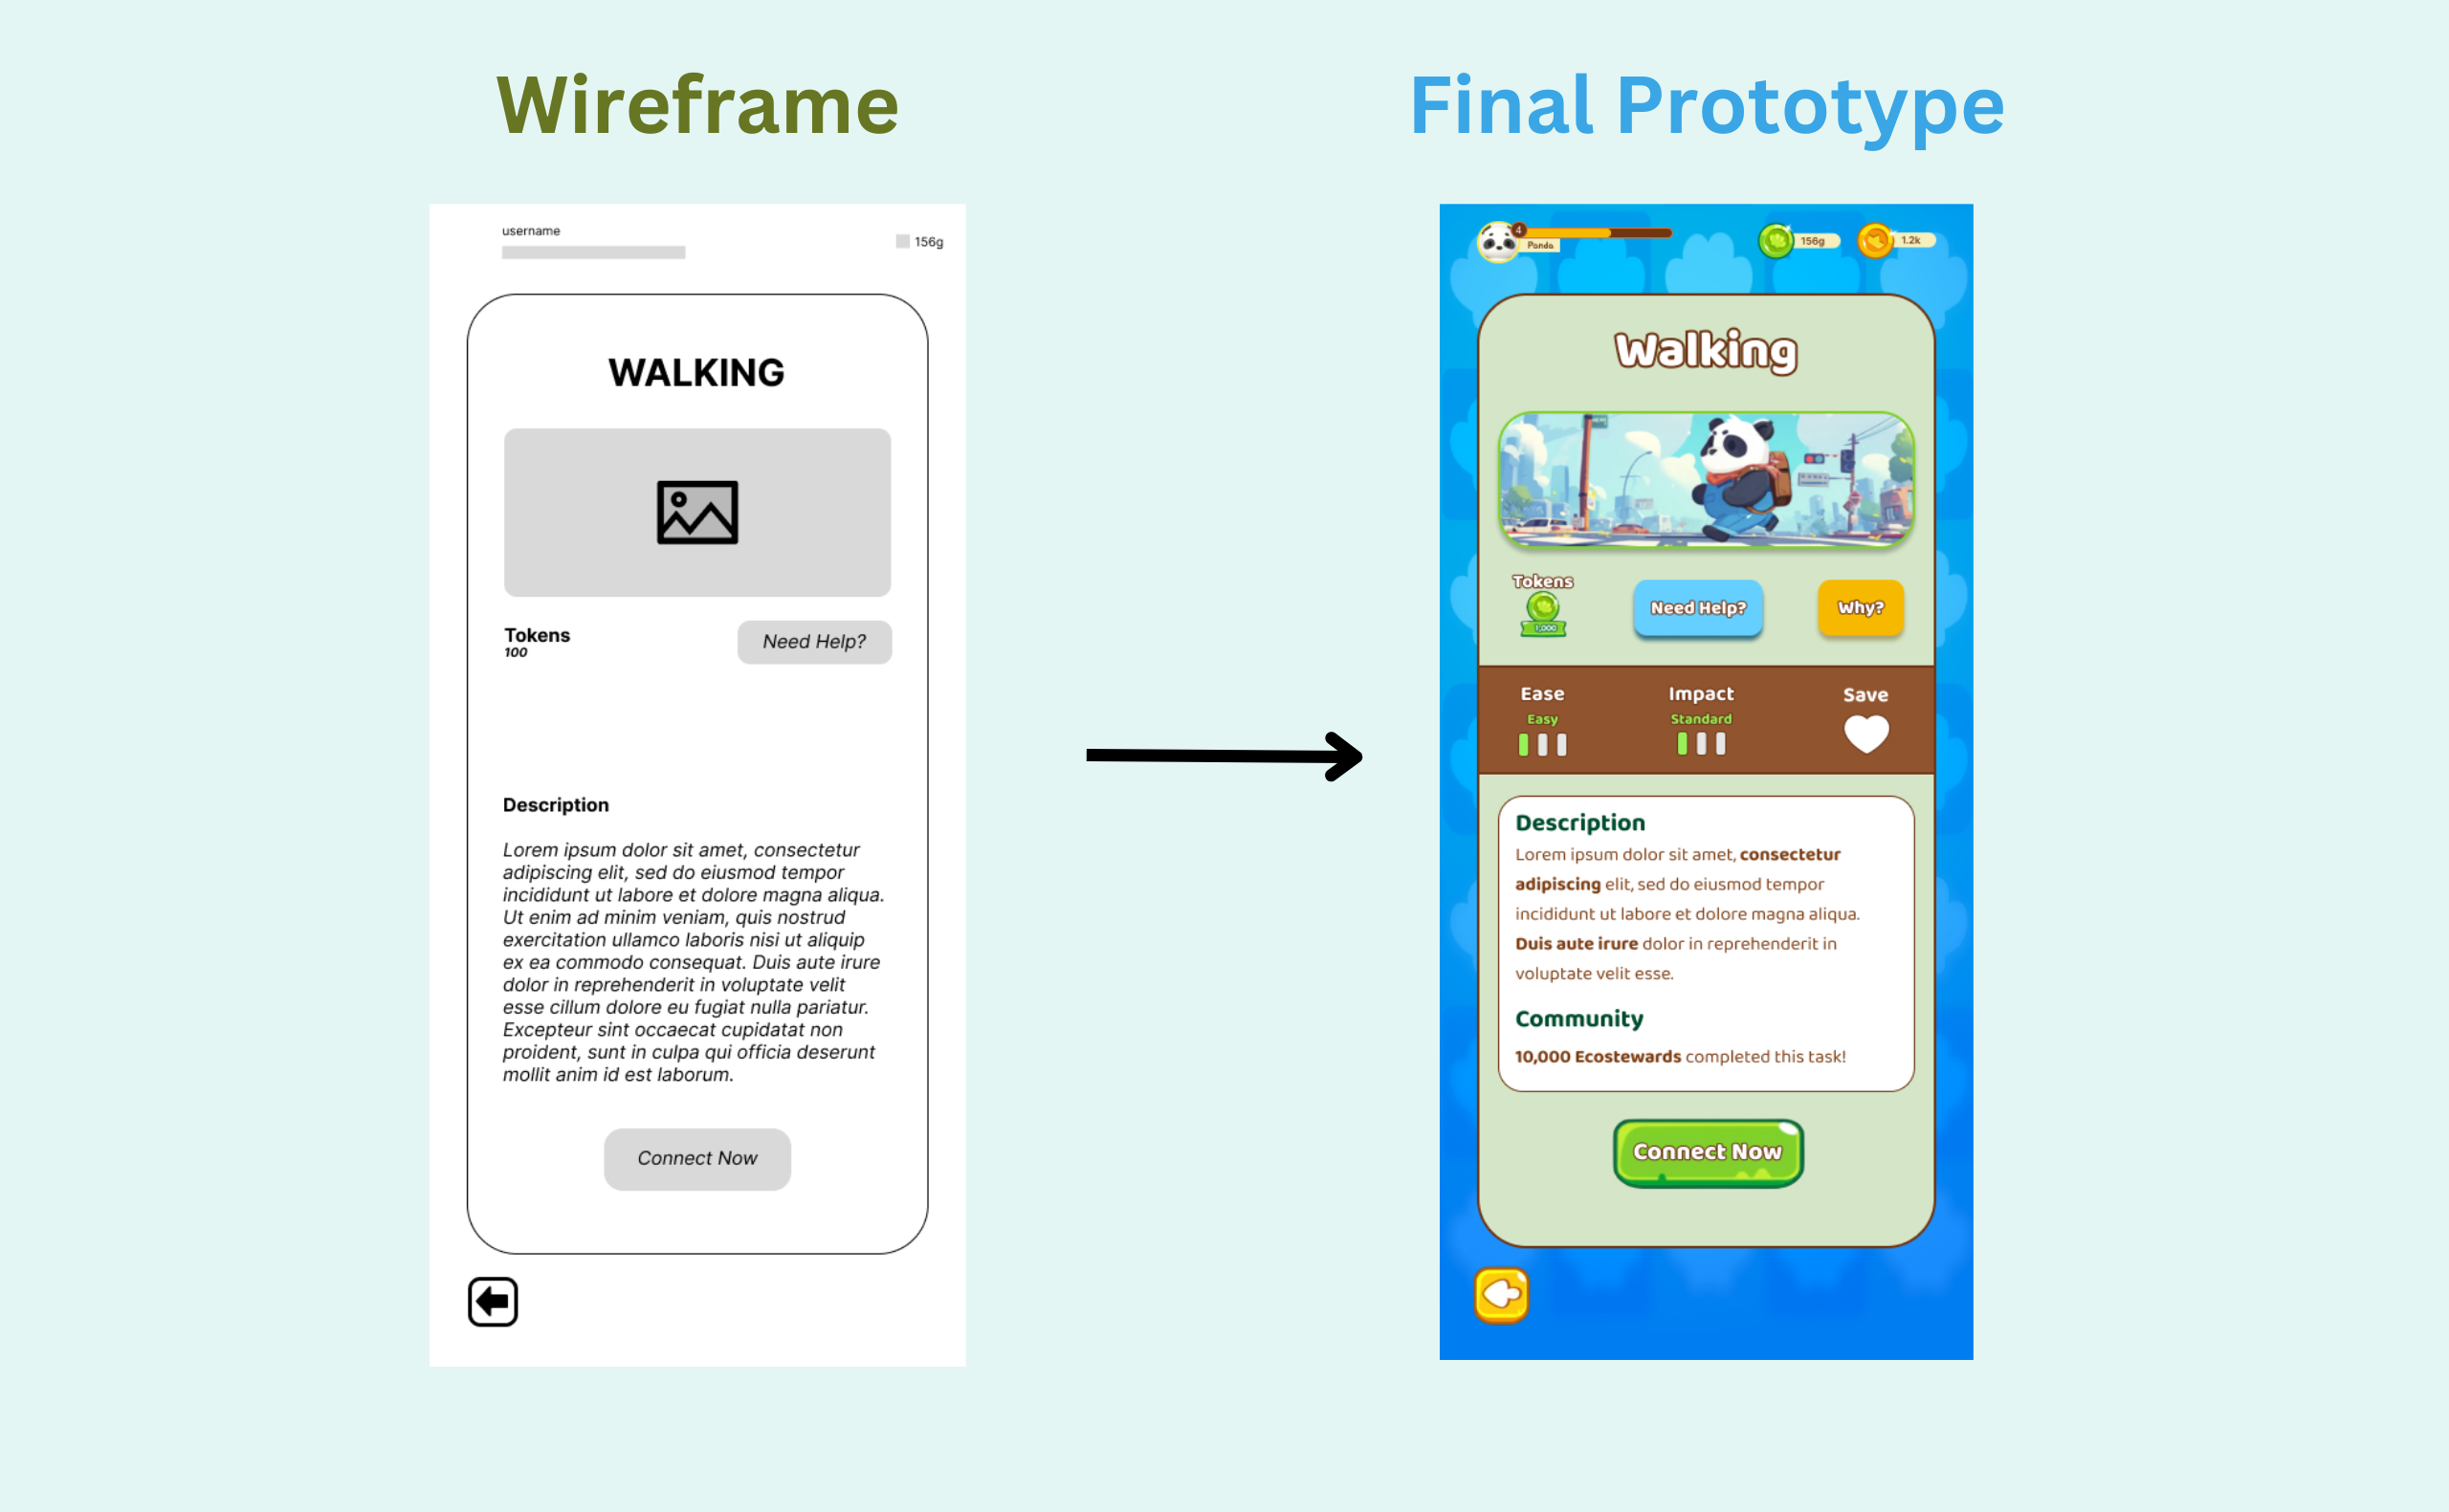 Wireframe
Final Prototype
username
156g
WALKING
Tokens
100
Need Help?
Description
Lorem ipsum dolor sit amet, consectetur
adipiscing elit, sed do eiusmod tempor
incididunt ut labore et dolore magna aliqua.
Ut enim ad minim veniam, quis nostrud
exercitation ullamco laboris nisi ut aliquip
ex ea commodo consequat. Duis aute irure
dolor in reprehenderit in voluptate velit
esse cillum dolore eu fugiat nulla pariatur.
Excepteur sint occaecat cupidatat non
proident, sunt in culpa qui officia deserunt
mollit anim id est laborum.
Connect Now
4
Panda
156g
1.2k
Walking
Tokens
1,000
Need Help?
Why?
Ease
Easy
Impact
Standard
Save
Description
Lorem ipsum dolor sit amet, consectetur
adipiscing elit, sed do eiusmod tempor
incididunt ut labore et dolore magna aliqua.
Duis aute irure dolor in reprehenderit in
voluptate velit esse.
Community
10,000 Ecostewards completed this task!
Connect Now